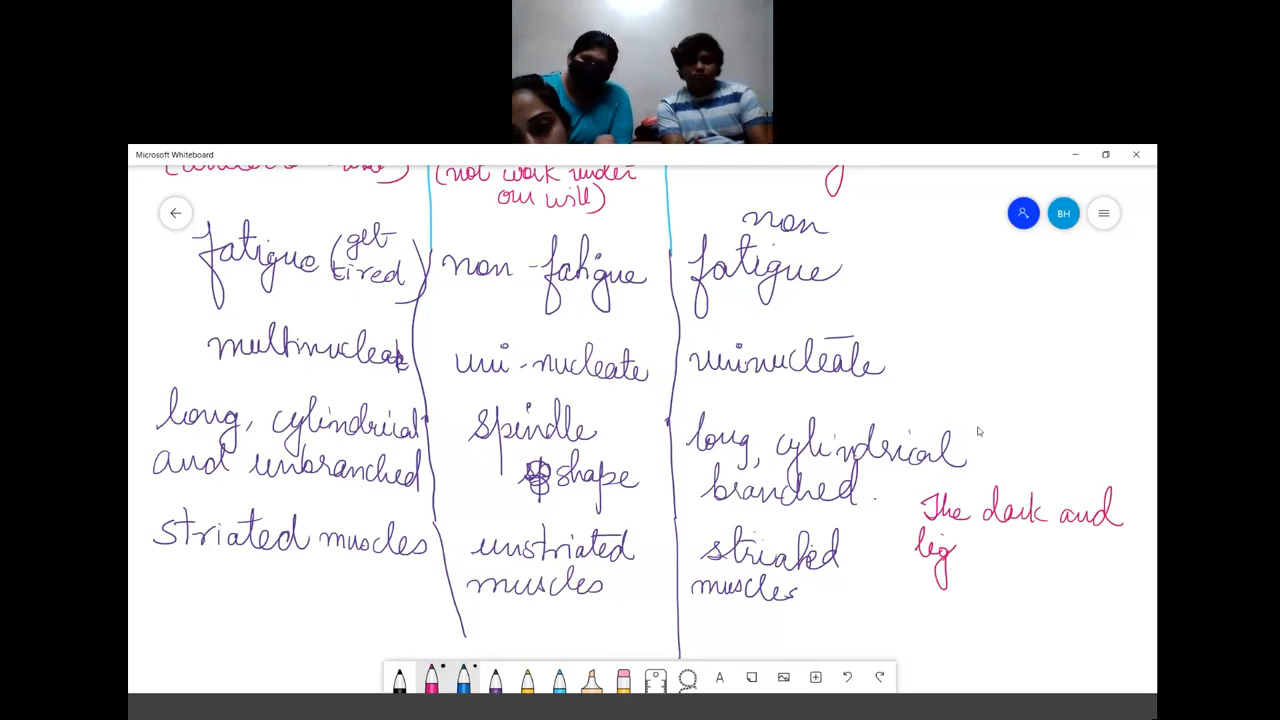 Microsoft Whiteboard
(not work under
our will)
BH
fatigue (get
tired)
non-fatigue
non
fatigue
multinucleate
uni-nucleate
uninucleate
long, cylindrical
and unbranched
spindle
shape
long, cylindrical
branched.
striated muscles
unstriated
muscles
striated
muscles
The dark and
lig
A